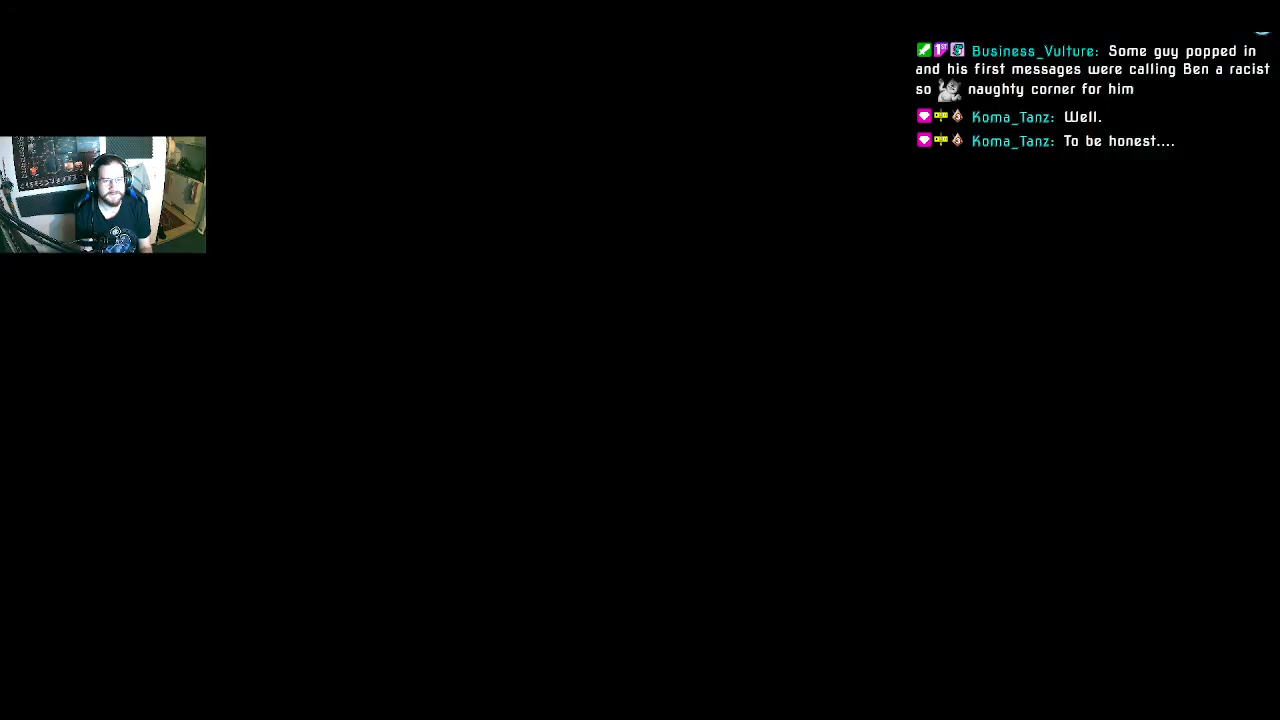 Business_Vulture: Some guy popped in
and his first messages were calling Ben a racist
so naughty corner for him
Koma_Tanz: Well.
Koma_Tanz: To be honest....